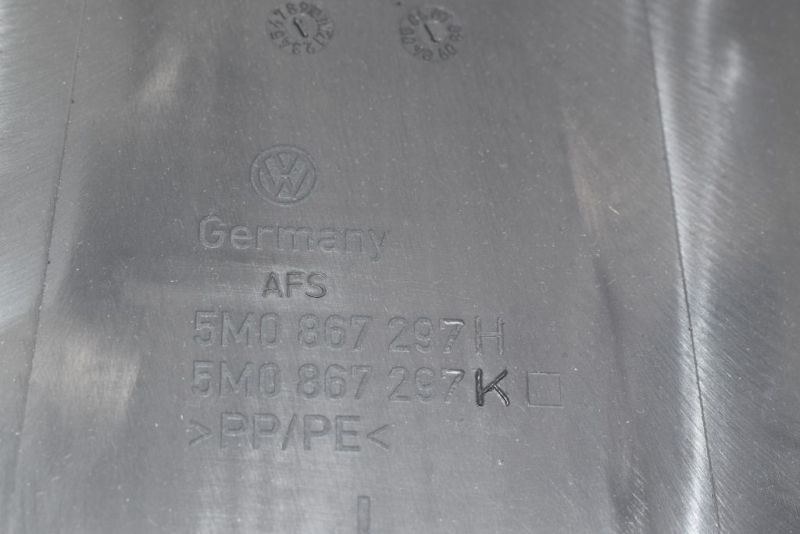 Germany
AFS
5M0 867 297 H
5M0 867 297 K
>PP/PE<